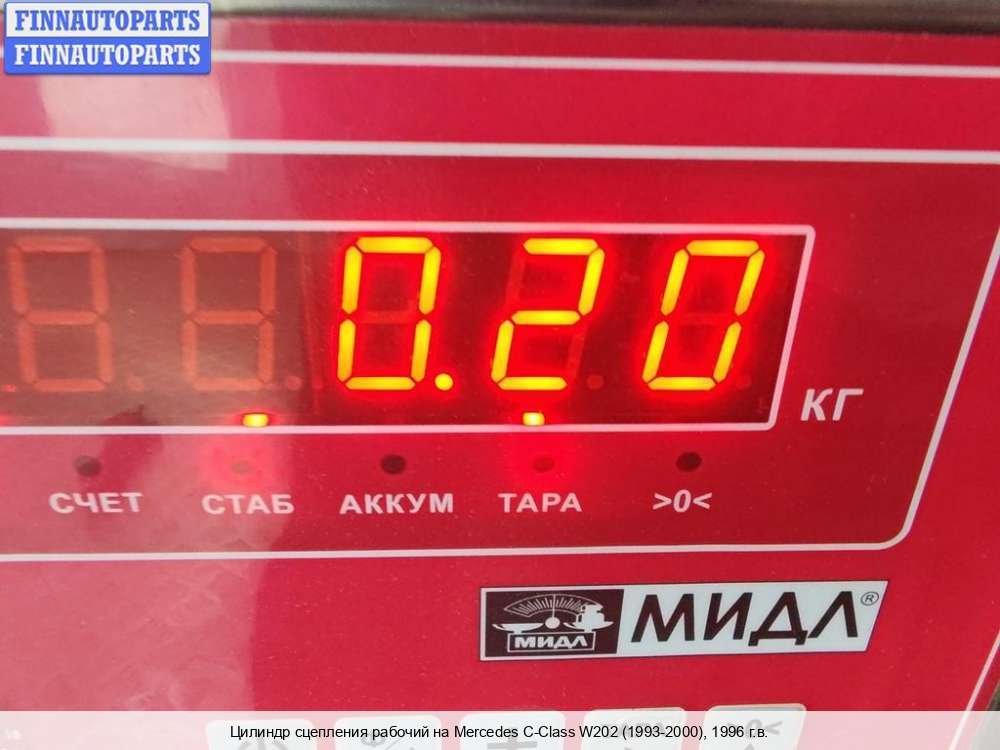 FINNAUTOPARTS
FINNAUTOPARTS
0.20
КГ
СЧЕТ СТАБ АККУМ ТАРА >0<
МИДЛ МИДЛ®
Цилиндр сцепления рабочий на Mercedes C-Class W202 (1993-2000), 1996 г.в.